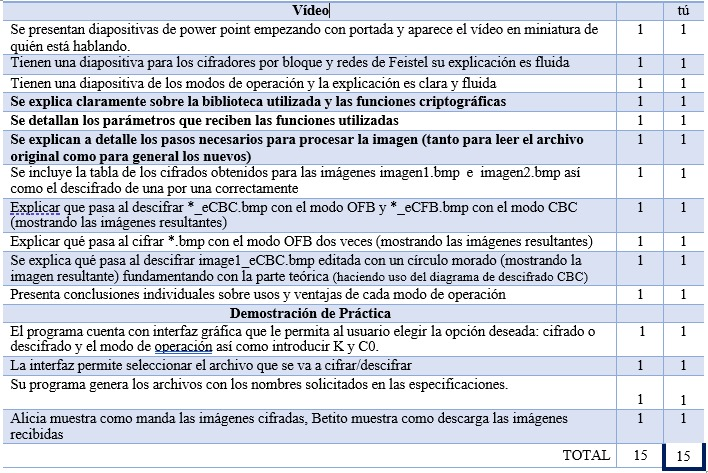 Vídeo tú
Se presentan diapositivas de power point empezando con portada y aparece el vídeo en miniatura de 1 1
quién está hablando.
Tienen una diapositiva para los cifradores por bloque y redes de Feistel su explicación es fluida 1 1
Tienen una diapositiva de los modos de operación y la explicación es clara y fluida 1 1
Se explica claramente sobre la biblioteca utilizada y las funciones criptográficas 1 1
Se detallan los parámetros que reciben las funciones utilizadas 1 1
Se explican a detalle los pasos necesarios para procesar la imagen (tanto para leer el archivo 1 1
original como para general los nuevos)
Se incluye la tabla de los cifrados obtenidos para las imágenes imagen1.bmp e imagen2.bmp así 1 1
como el descifrado de una por una correctamente
Explicar que pasa al descifrar *_eCBC.bmp con el modo OFB y *_eCFB.bmp con el modo CBC 1 1
(mostrando las imágenes resultantes)
Explicar qué pasa al cifrar *.bmp con el modo OFB dos veces (mostrando las imágenes resultantes) 1 1
Se explica qué pasa al descifrar image1_eCBC.bmp editada con un círculo morado (mostrando la 1 1
imagen resultante) fundamentando con la parte teórica (haciendo uso del diagrama de descifrado CBC)
Presenta conclusiones individuales sobre usos y ventajas de cada modo de operación 1 1
Demostración de Práctica
El programa cuenta con interfaz gráfica que le permita al usuario elegir la opción deseada: cifrado o 1 1
descifrado y el modo de operación así como introducir K y C0.
La interfaz permite seleccionar el archivo que se va a cifrar/descifrar 1 1
Su programa genera los archivos con los nombres solicitados en las especificaciones.
1 1
Alicia muestra como manda las imágenes cifradas, Betito muestra como descarga las imágenes 1 1
recibidas
TOTAL 15 15